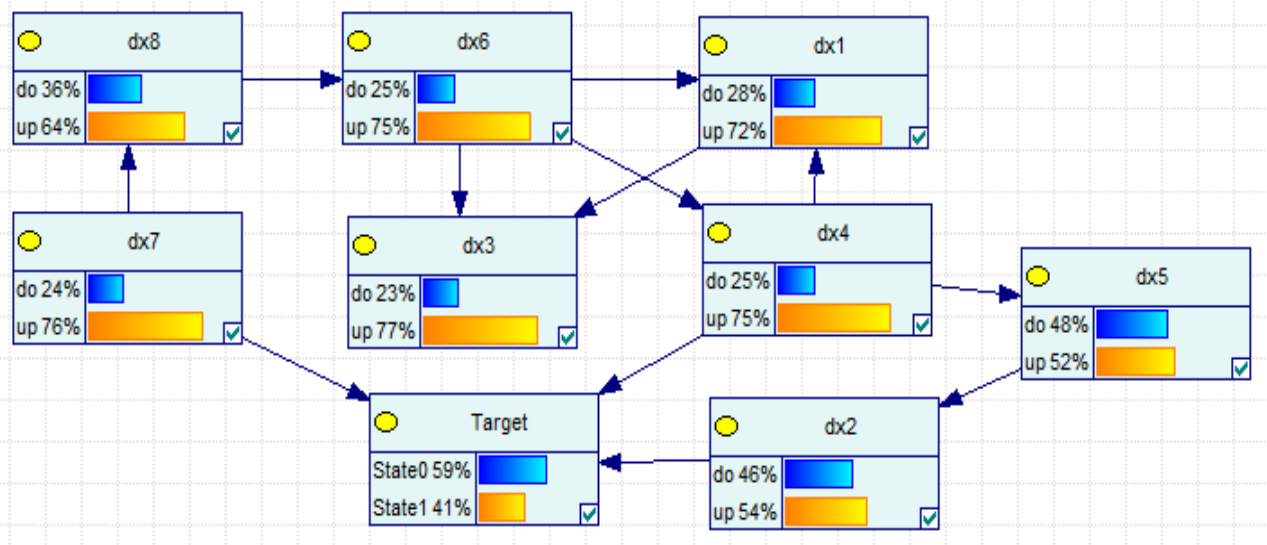 dx8
do 36%
up 64%
dx6
do 25%
up 75%
dx1
do 28%
up 72%
dx7
do 24%
up 76%
dx3
do 23%
up 77%
dx4
do 25%
up 75%
dx5
do 48%
up 52%
Target
State0 59%
State1 41%
dx2
do 46%
up 54%